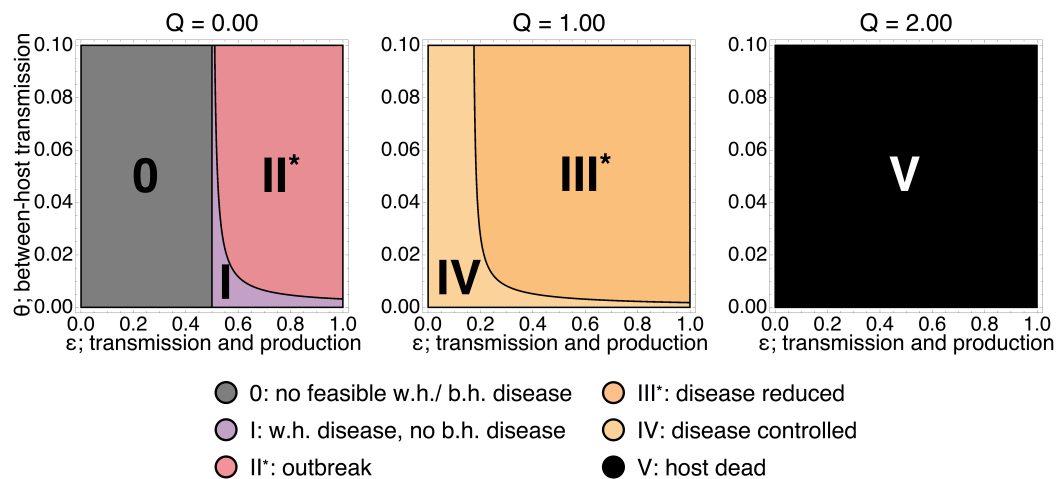 Q = 0.00
Q = 1.00
Q = 2.00
θ; between-host transmission
0.10
0.08
0.06
0.04
0.02
0.00
0
I
II*
0.0 0.2 0.4 0.6 0.8 1.0
ε; transmission and production
0.10
0.08
0.06
0.04
0.02
0.00
IV
III*
0.0 0.2 0.4 0.6 0.8 1.0
ε; transmission and production
0.10
0.08
0.06
0.04
0.02
0.00
V
0.0 0.2 0.4 0.6 0.8 1.0
ε; transmission and production
0: no feasible w.h./ b.h. disease
I: w.h. disease, no b.h. disease
II*: outbreak
III*: disease reduced
IV: disease controlled
V: host dead